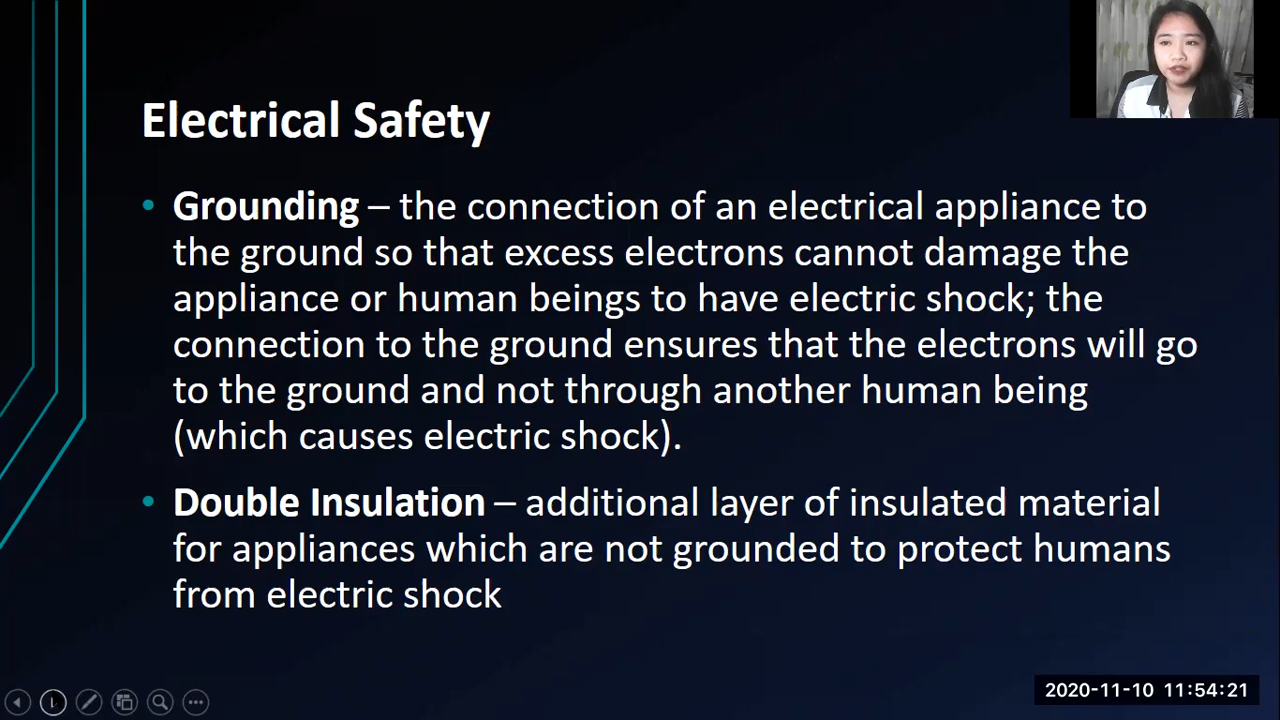 Electrical Safety
• Grounding – the connection of an electrical appliance to
the ground so that excess electrons cannot damage the
appliance or human beings to have electric shock; the
connection to the ground ensures that the electrons will go
to the ground and not through another human being
(which causes electric shock).
• Double Insulation – additional layer of insulated material
for appliances which are not grounded to protect humans
from electric shock
2020-11-10 11:54:21